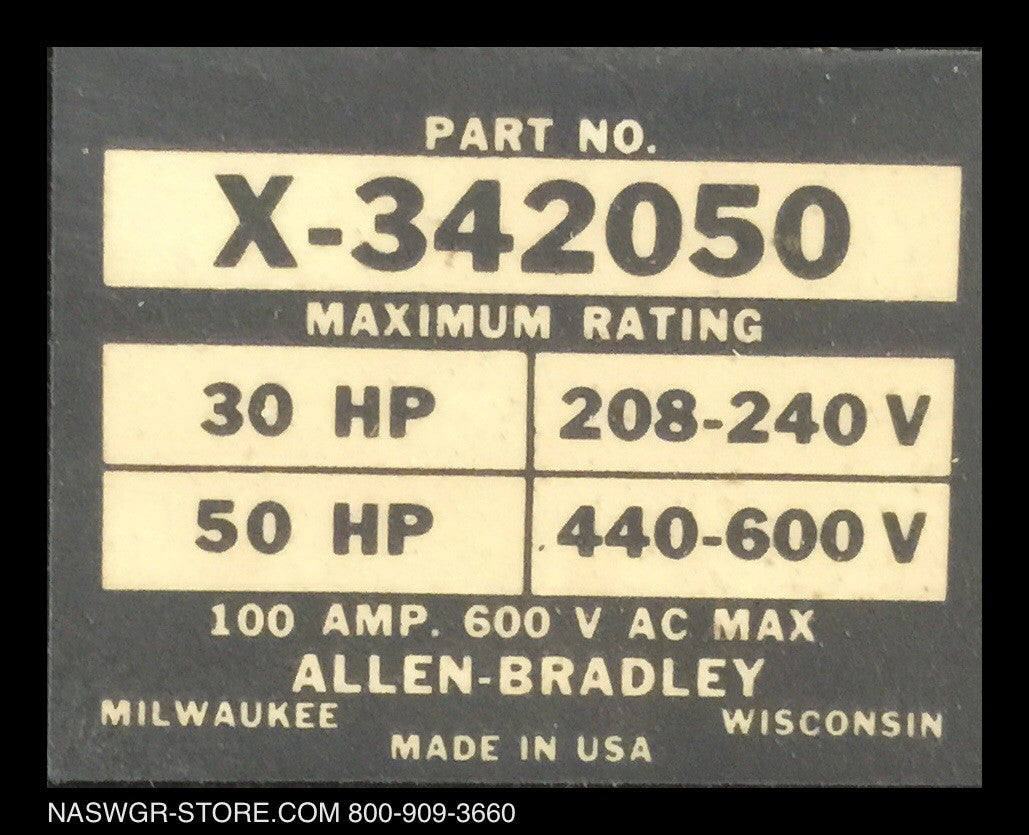 PART NO.
X-342050
MAXIMUM RATING
30 HP 208-240 V
50 HP 440-600 V
100 AMP. 600 V AC MAX
ALLEN-BRADLEY
MILWAUKEE WISCONSIN
MADE IN USA
NASWGR-STORE.COM 800-909-3660